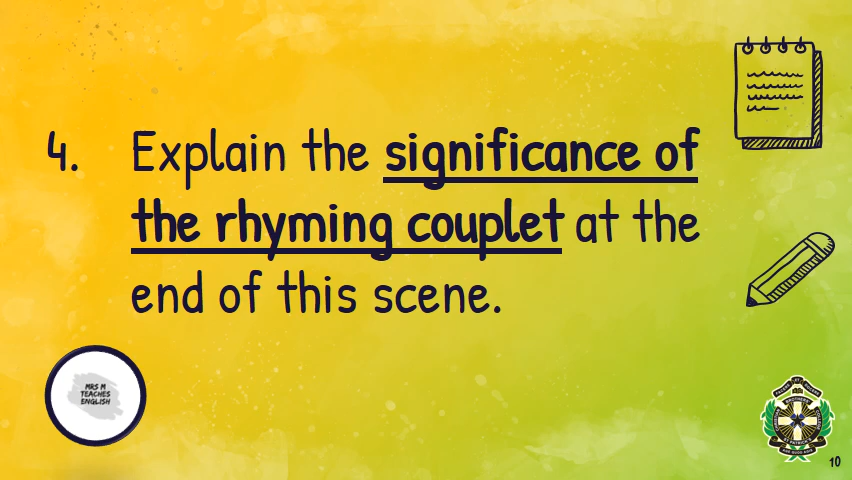 4. Explain the significance of
the rhyming couplet at the
end of this scene.
MRS M
TEACHES
ENGLISH
10